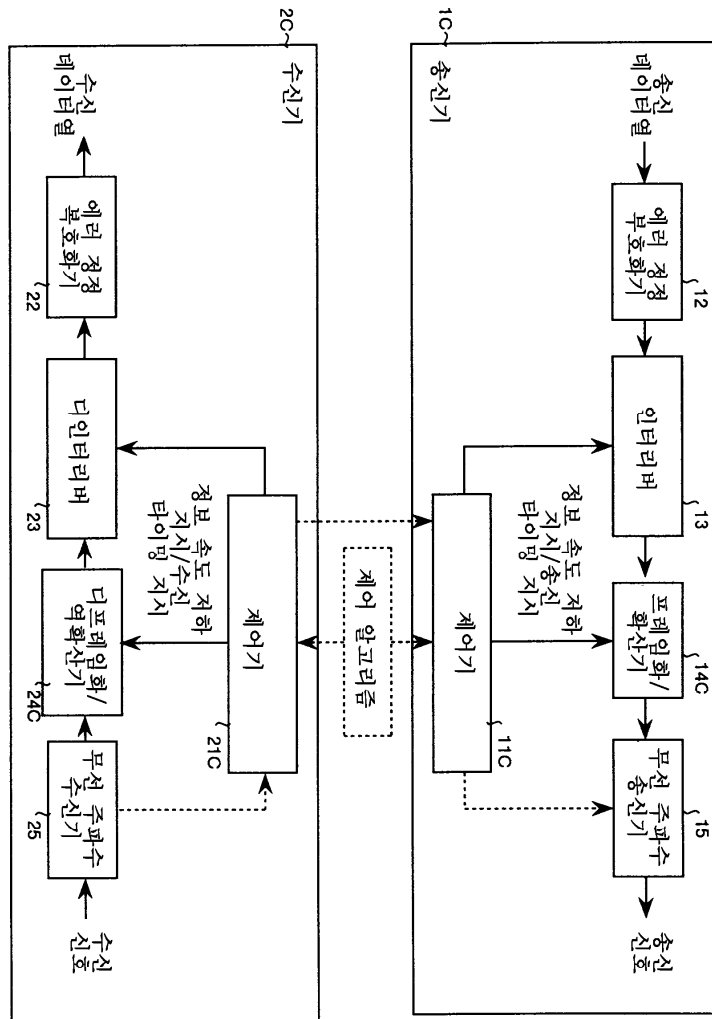 1C
송신기
송신
데이터열
12
에러 정정
부호화기
13
인터리버
14C
프레임화/
확산기
15
무선 주파수
송신기
송신
신호
정보 속도 저하
지시/송신
타이밍 지시
제어기
11C
제어 알고리즘
2C
수신기
제어기
21C
정보 속도 저하
지시/수신
타이밍 지시
수신
데이터열
에러 정정
복호화기
22
디인터리버
23
디프레임화/
역확산기
24C
무선 주파수
수신기
25
수신
신호